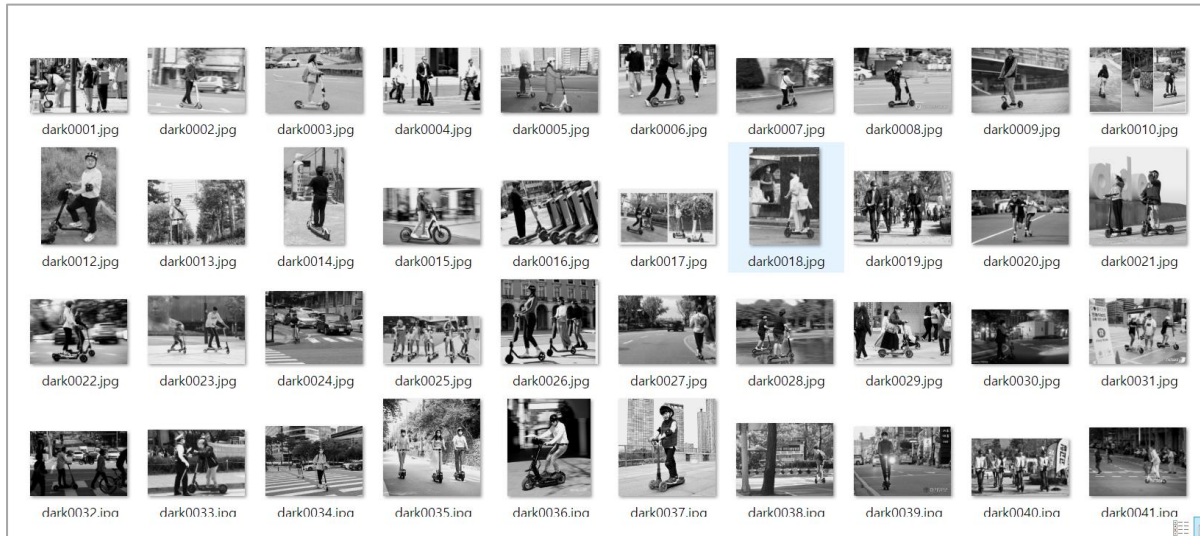 dark0001.jpg dark0002.jpg dark0003.jpg dark0004.jpg dark0005.jpg dark0006.jpg dark0007.jpg dark0008.jpg dark0009.jpg dark0010.jpg
dark0012.jpg dark0013.jpg dark0014.jpg dark0015.jpg dark0016.jpg dark0017.jpg dark0018.jpg dark0019.jpg dark0020.jpg dark0021.jpg
dark0022.jpg dark0023.jpg dark0024.jpg dark0025.jpg dark0026.jpg dark0027.jpg dark0028.jpg dark0029.jpg dark0030.jpg dark0031.jpg
dark0032.jpg dark0033.jpg dark0034.jpg dark0035.jpg dark0036.jpg dark0037.jpg dark0038.jpg dark0039.jpg dark0040.jpg dark0041.jpg